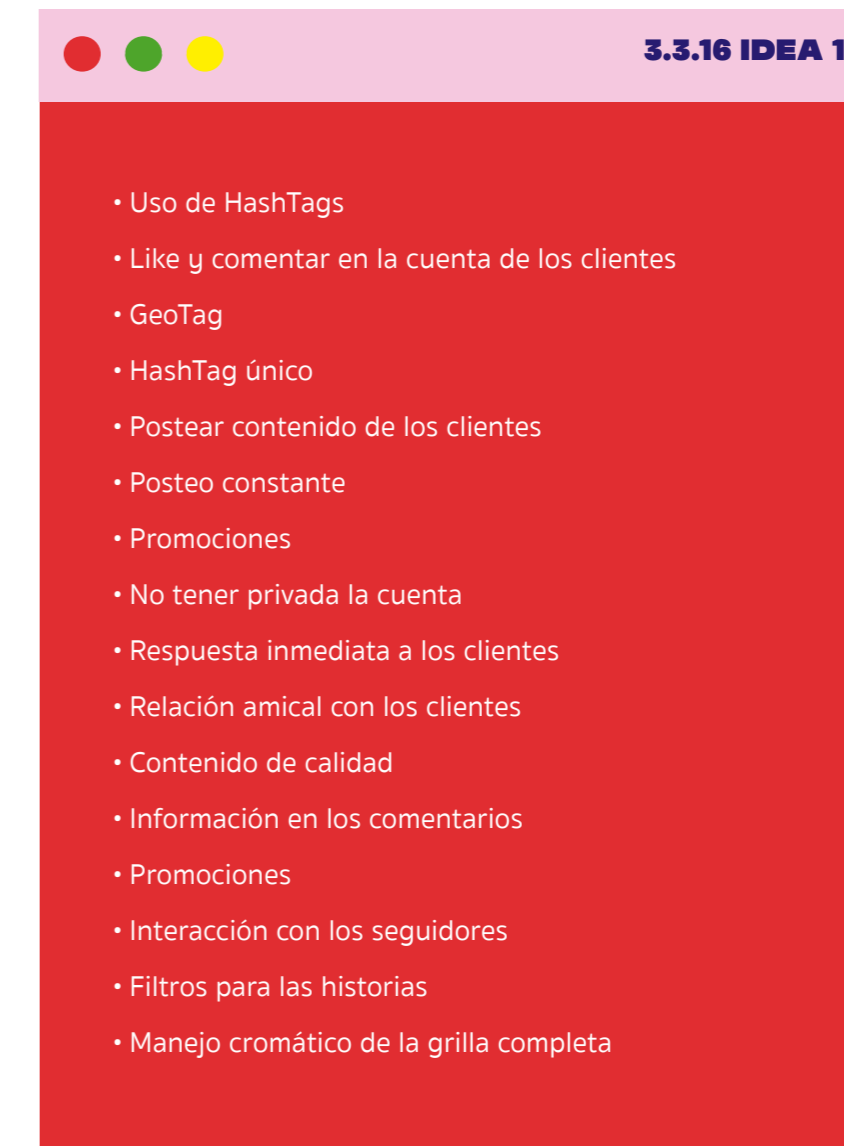 3.3.16 IDEA 1
• Uso de HashTags
• Like y comentar en la cuenta de los clientes
• GeoTag
• HashTag único
• Postear contenido de los clientes
• Posteo constante
• Promociones
• No tener privada la cuenta
• Respuesta inmediata a los clientes
• Relación amical con los clientes
• Contenido de calidad
• Información en los comentarios
• Promociones
• Interacción con los seguidores
• Filtros para las historias
• Manejo cromático de la grilla completa